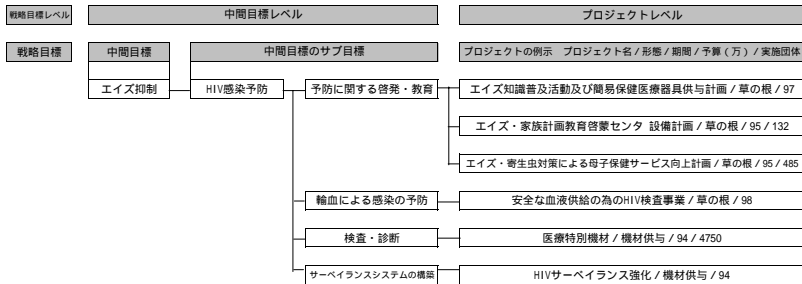 戦略目標レベル 中間目標レベル プロジェクトレベル
戦略目標 中間目標 中間目標のサブ目標 プロジェクトの例示 プロジェクト名/形態/期間/予算(万)/実施団体
エイズ抑制 HIV感染予防 予防に関する啓発・教育 エイズ知識普及活動及び簡易保健医療器具供与計画/草の根/97
エイズ・家族計画教育啓蒙センタ 設備計画/草の根/95/132
エイズ・寄生虫対策による母子保健サービス向上計画/草の根/95/485
輸血による感染の予防 安全な血液供給の為のHIV検査事業/草の根/98
検査・診断 医療特別機材/機材供与/94/4750
サーベイランスシステムの構築 HIVサーベイランス強化/機材供与/94